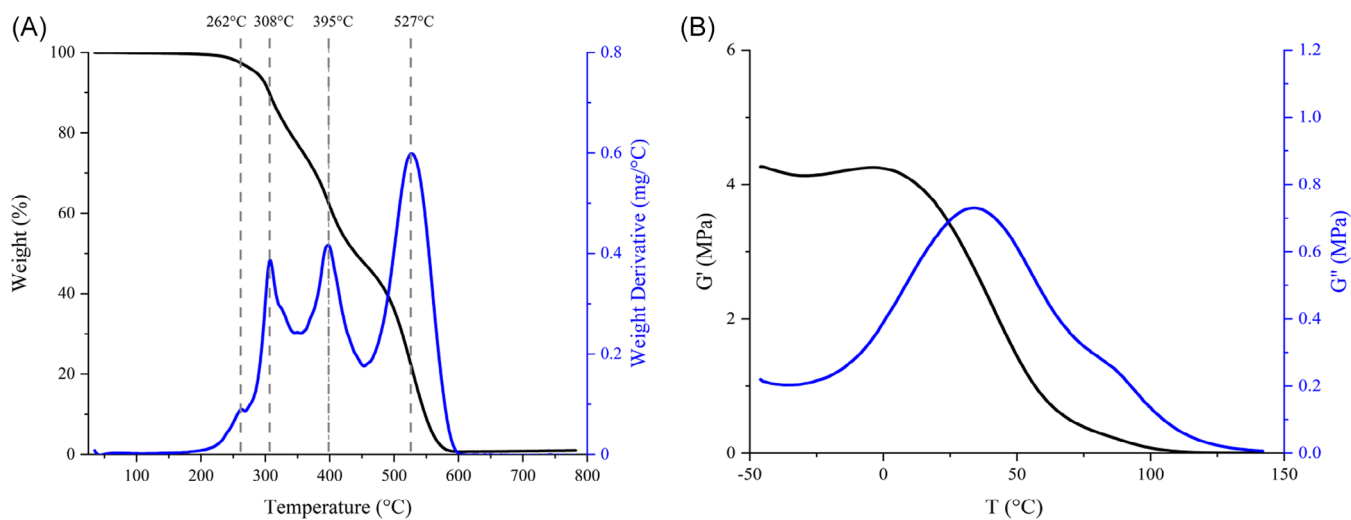 (A)
262°C 308°C 395°C 527°C
100
80
60
40
20
0
Weight (%)
100 200 300 400 500 600 700 800
Temperature (°C)
0.8
0.6
0.4
0.2
0
Weight Derivative (mg/°C)
(B)
6
4
2
0
G' (MPa)
-50 0 50 100 150
T (°C)
1.2
1.0
0.8
0.6
0.4
0.2
0.0
G" (MPa)